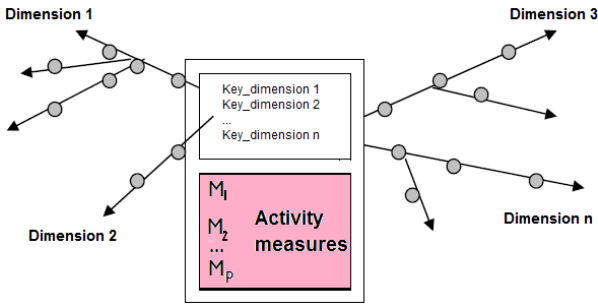 Dimension 1
Dimension 3
Key_dimension 1
Key_dimension 2
...
Key_dimension n
M1
M2
...
Mp
Activity
measures
Dimension 2
Dimension n